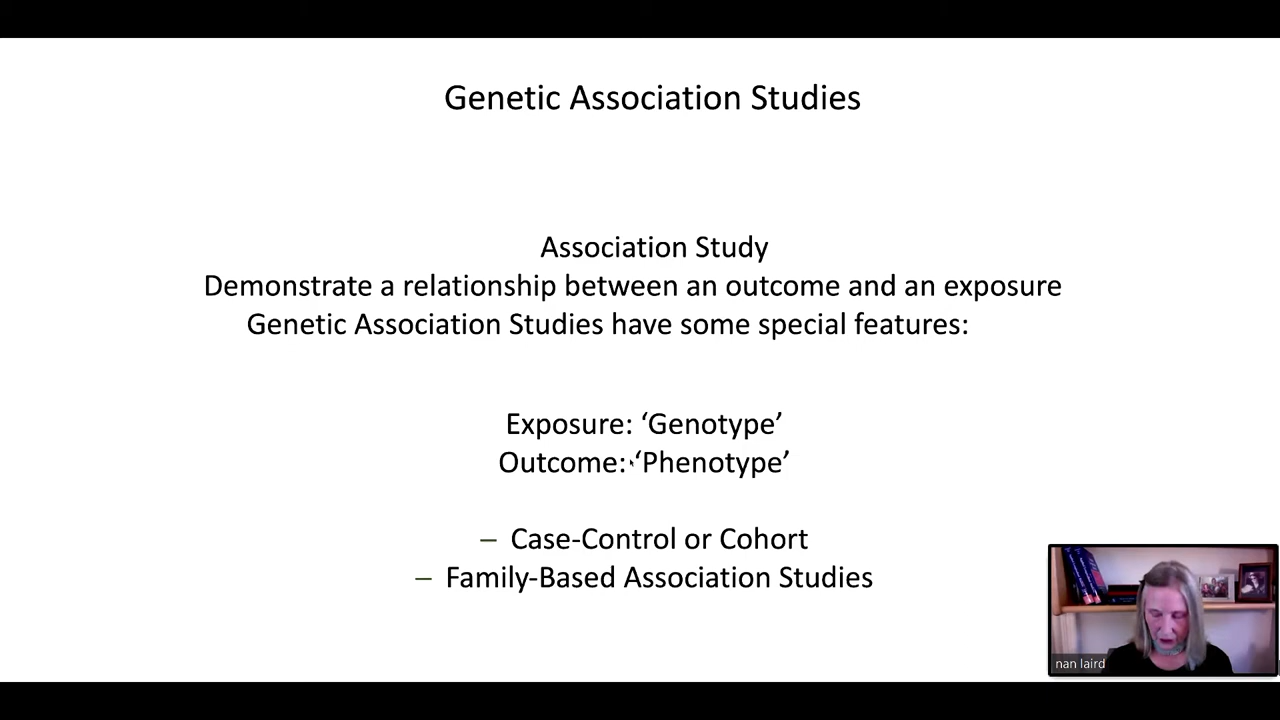 Genetic Association Studies
Association Study
Demonstrate a relationship between an outcome and an exposure
Genetic Association Studies have some special features:
Exposure: ‘Genotype’
Outcome: ‘Phenotype’
– Case-Control or Cohort
– Family-Based Association Studies
nan laird